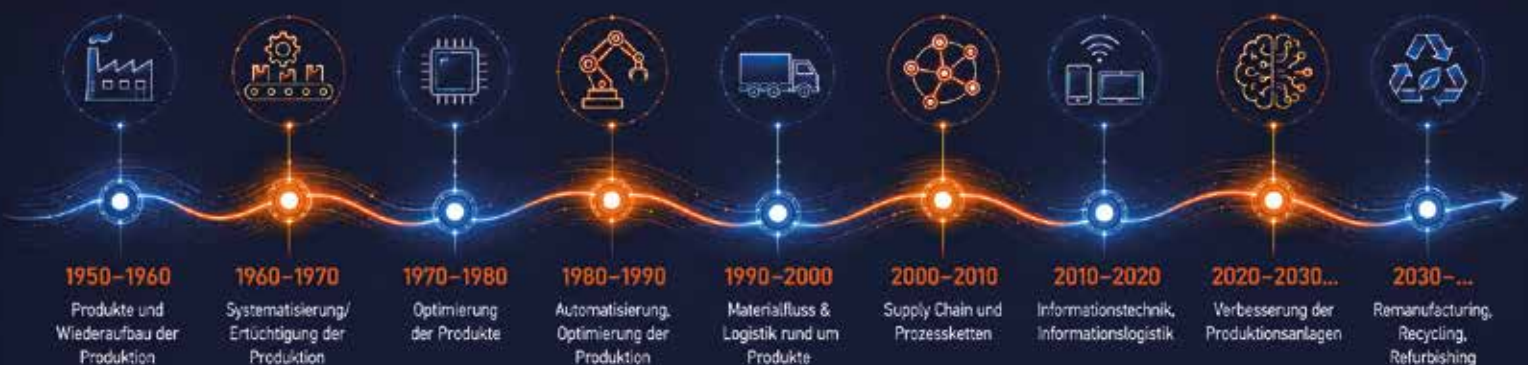 1950–1960
Produkte und
Wiederaufbau der
Produktion
1960–1970
Systematisierung/
Ertüchtigung der
Produktion
1970–1980
Optimierung
der Produkte
1980–1990
Automatisierung,
Optimierung der
Produktion
1990–2000
Materialfluss &
Logistik rund um
Produkte
2000–2010
Supply Chain und
Prozessketten
2010–2020
Informationstechnik,
Informationslogistik
2020–2030...
Verbesserung der
Produktionsanlagen
2030–...
Remanufacturing,
Recycling,
Refurbishing